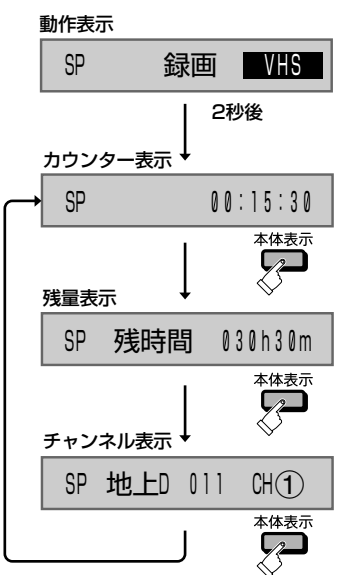 動作表示
SP 録画 VHS
2秒後
カウンター表示
SP 00:15:30
本体表示
残量表示
SP 残時間 030h30m
本体表示
チャンネル表示
SP 地上D 011 CH①
本体表示